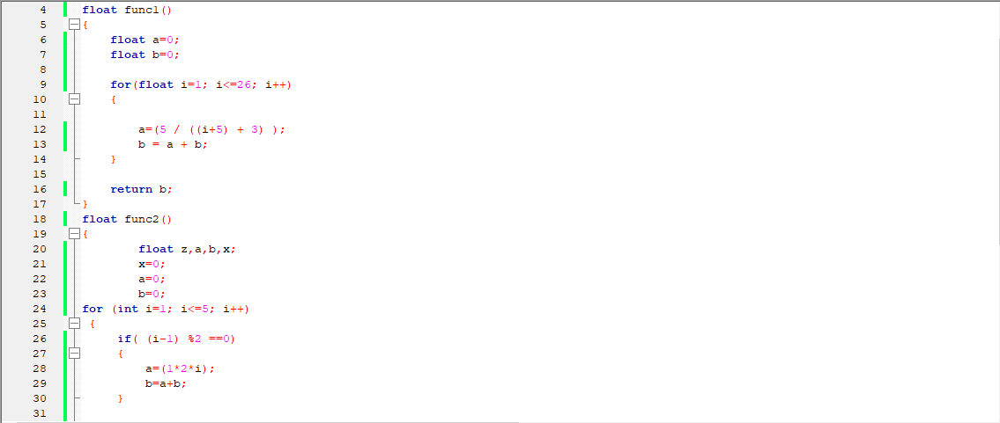 4 float func1()
5 {
6 float a=0;
7 float b=0;
8
9 for(float i=1; i<=26; i++)
10 {
11
12 a=(5 / ((i+5) + 3) );
13 b = a + b;
14 }
15
16 return b;
17 }
18 float func2()
19 {
20 float z,a,b,x;
21 x=0;
22 a=0;
23 b=0;
24 for (int i=1; i<=5; i++)
25 {
26 if( (i-1) %2 ==0)
27 {
28 a=(1*2*i);
29 b=a+b;
30 }
31